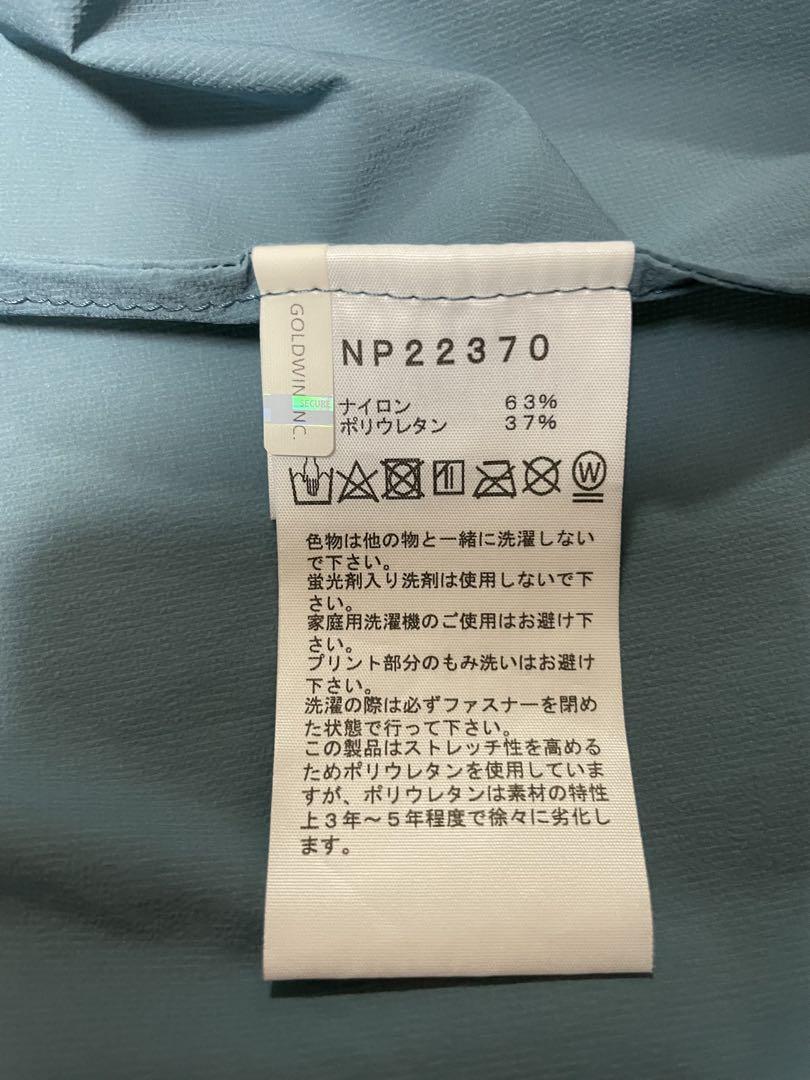 GOLDWIN INC.
SECURE
NP22370
ナイロン 63%
ポリウレタン 37%
W
色物は他の物と一緒に洗濯しない
で下さい。
蛍光剤入り洗剤は使用しないで下
さい。
家庭用洗濯機のご使用はお避け下
さい。
プリント部分のもみ洗いはお避け
下さい。
洗濯の際は必ずファスナーを閉め
た状態で行って下さい。
この製品はストレッチ性を高める
ためポリウレタンを使用していま
すが、ポリウレタンは素材の特性
上3年～5年程度で徐々に劣化し
ます。